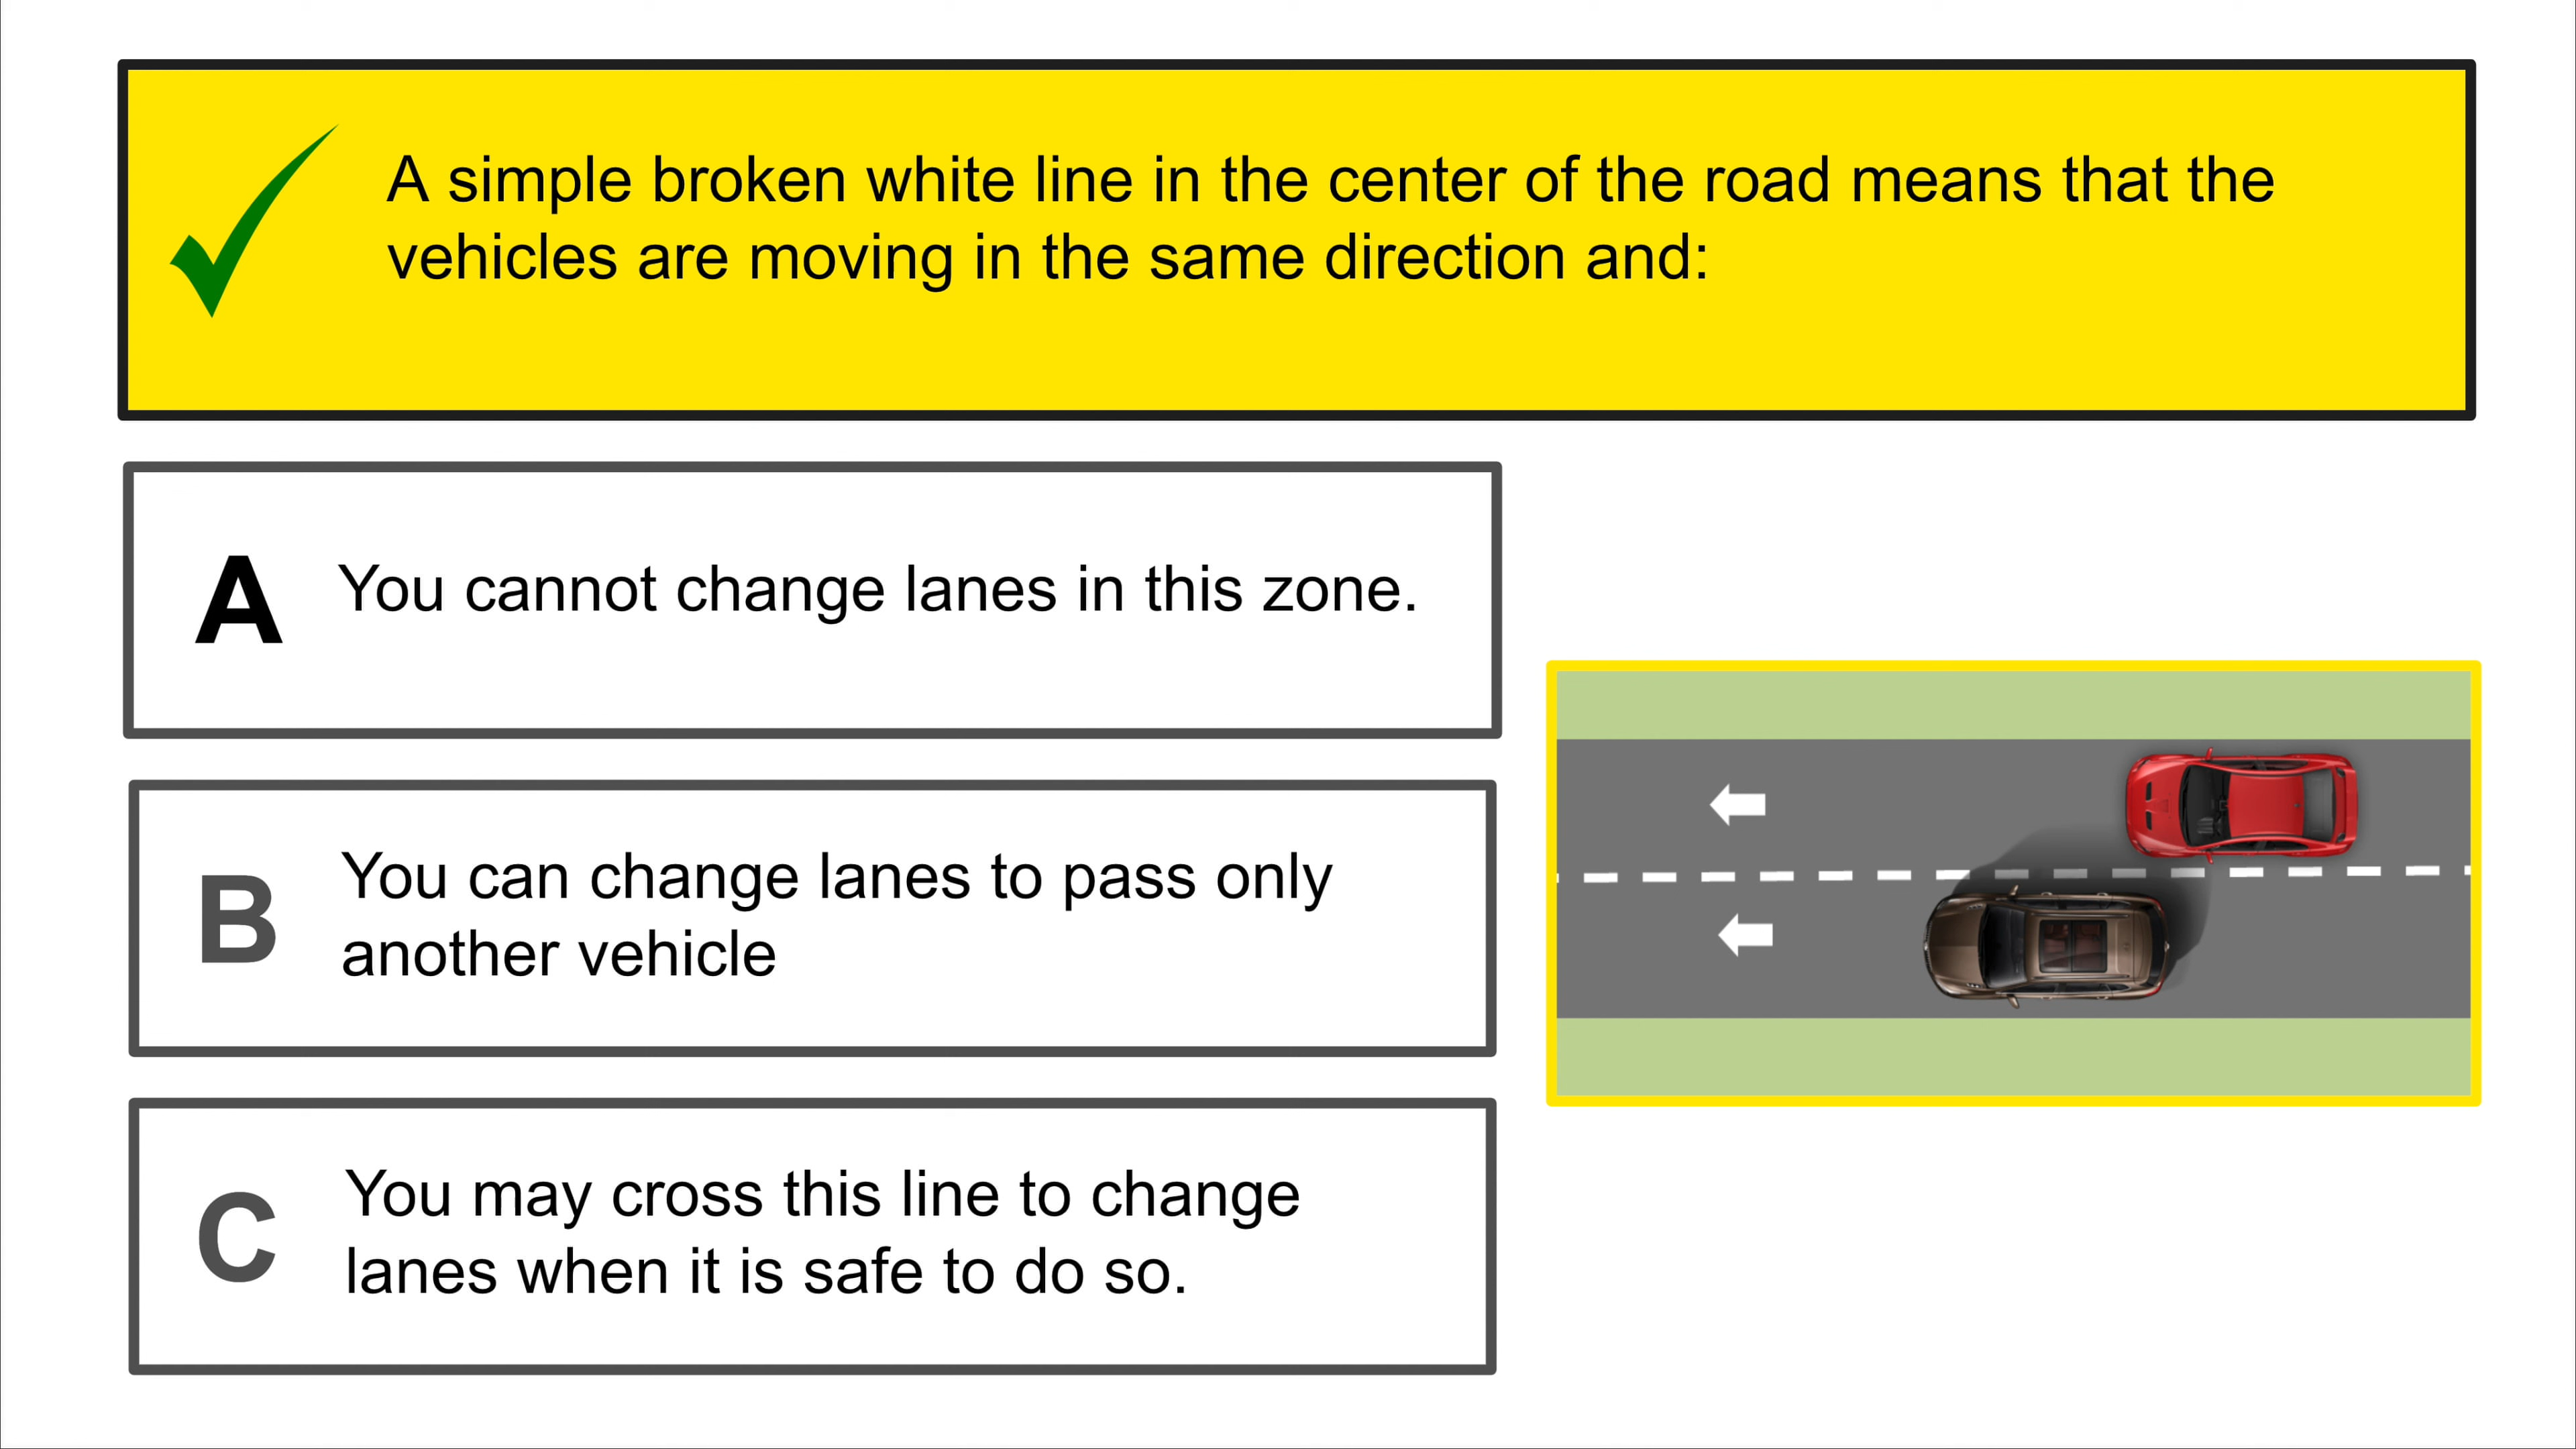 A simple broken white line in the center of the road means that the
vehicles are moving in the same direction and:
A You cannot change lanes in this zone.
B You can change lanes to pass only
another vehicle
C You may cross this line to change
lanes when it is safe to do so.